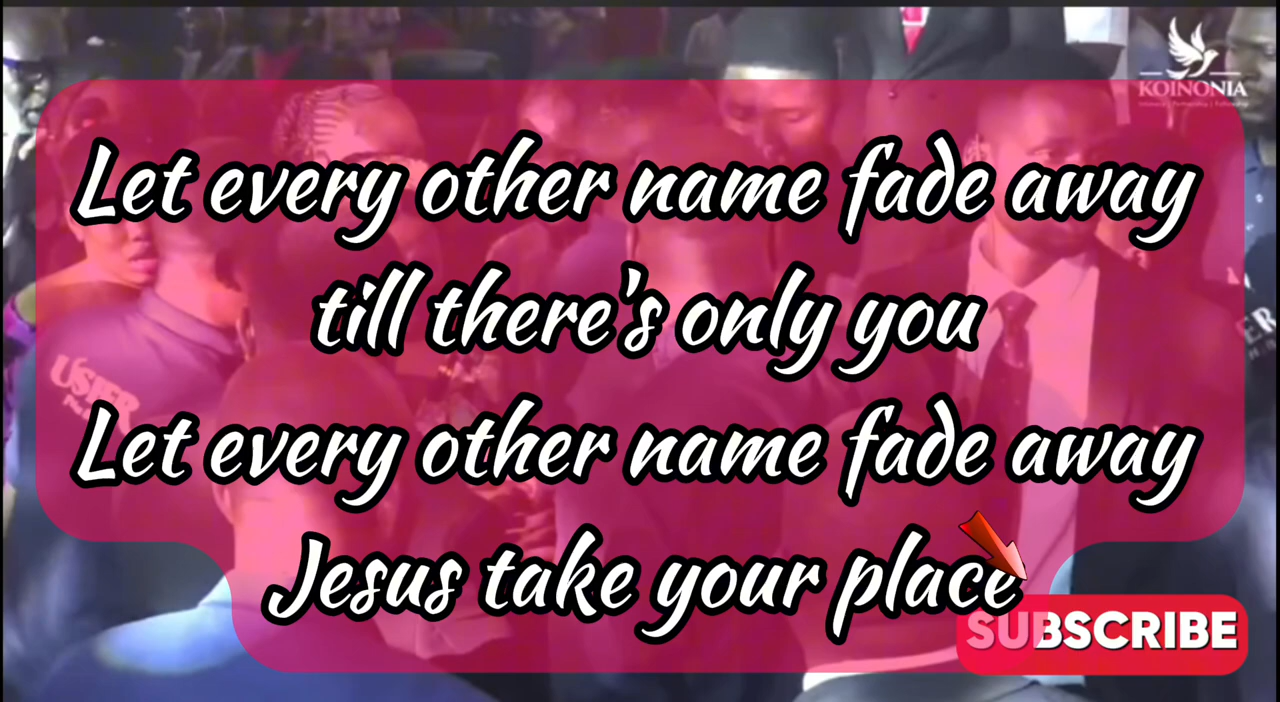 KOINONIA
Let every other name fade away
till there's only you
Let every other name fade away
Jesus take your place
USHER
SUBSCRIBE